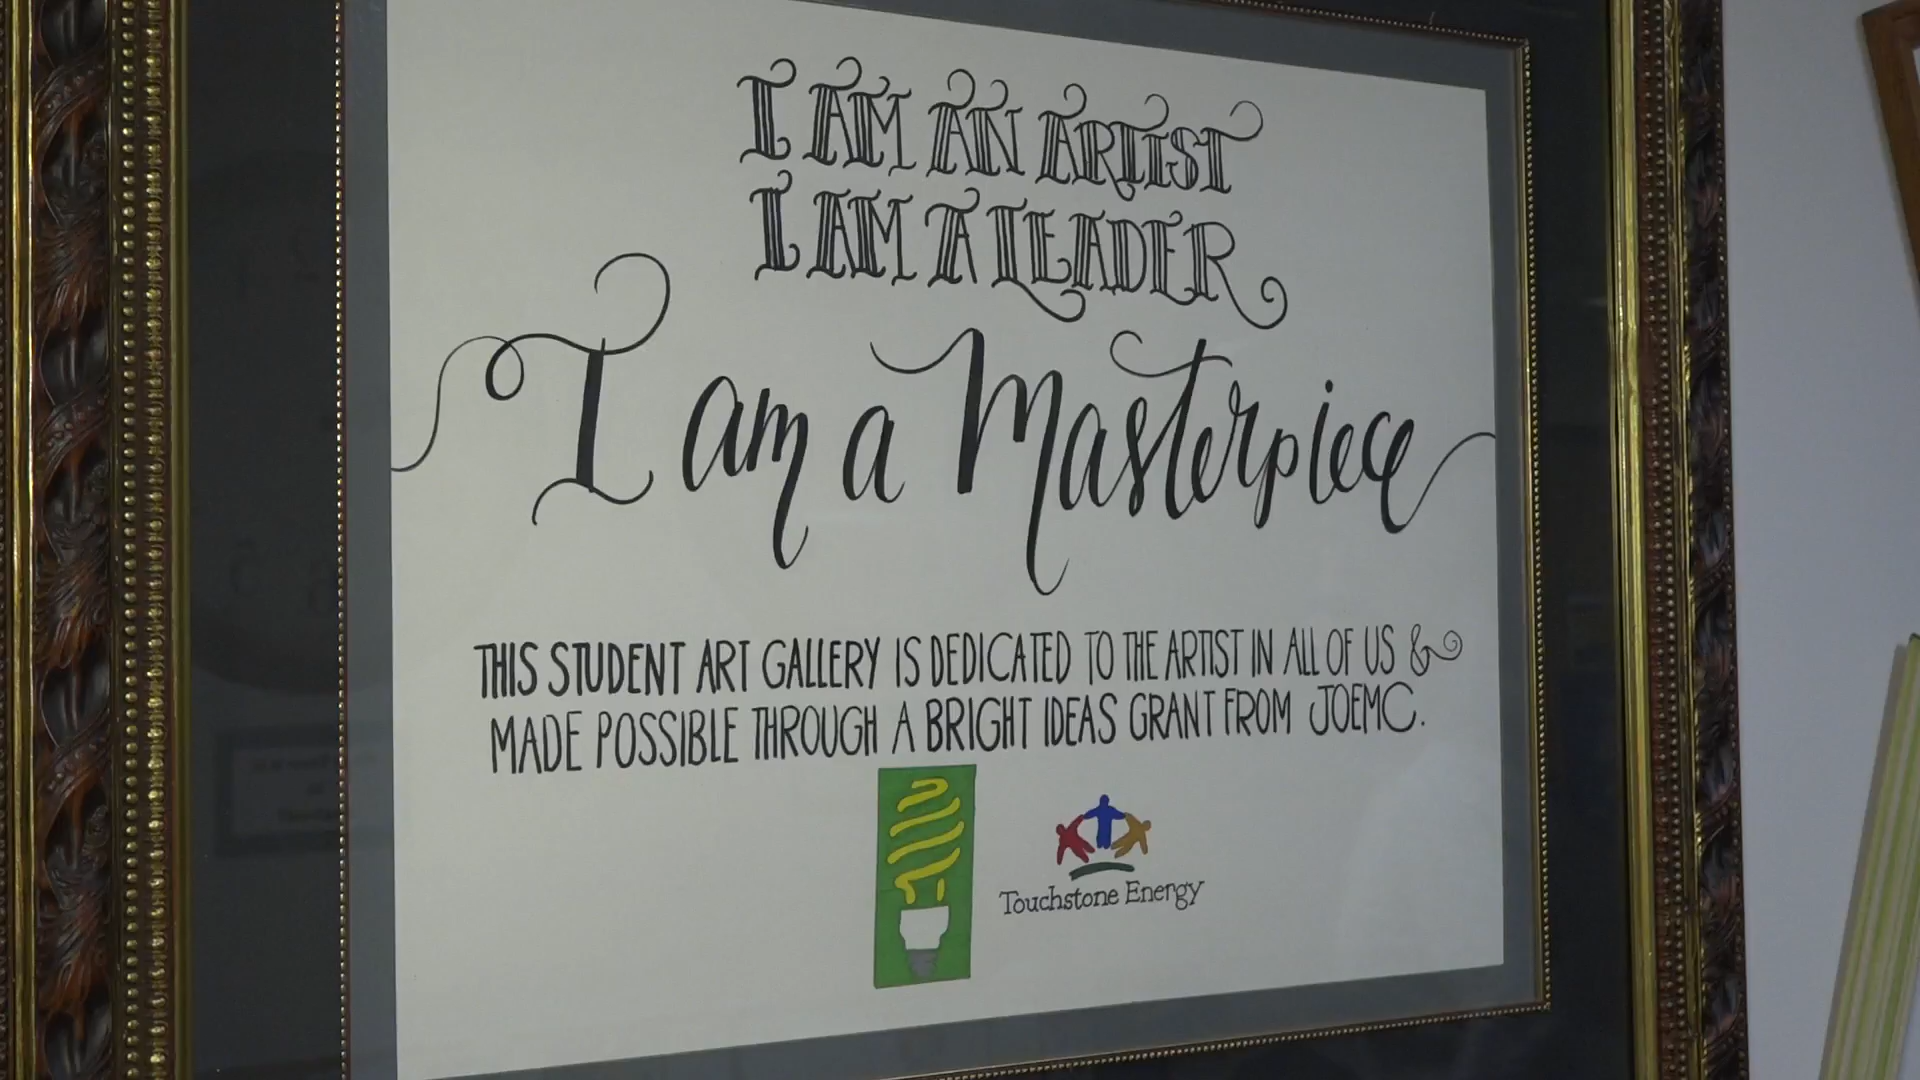 I AM AN ARTIST
I AM A LEADER
I am a Masterpiece
THIS STUDENT ART GALLERY IS DEDICATED TO THE ARTIST IN ALL OF US &
MADE POSSIBLE THROUGH A BRIGHT IDEAS GRANT FROM JOEMC.
Touchstone Energy